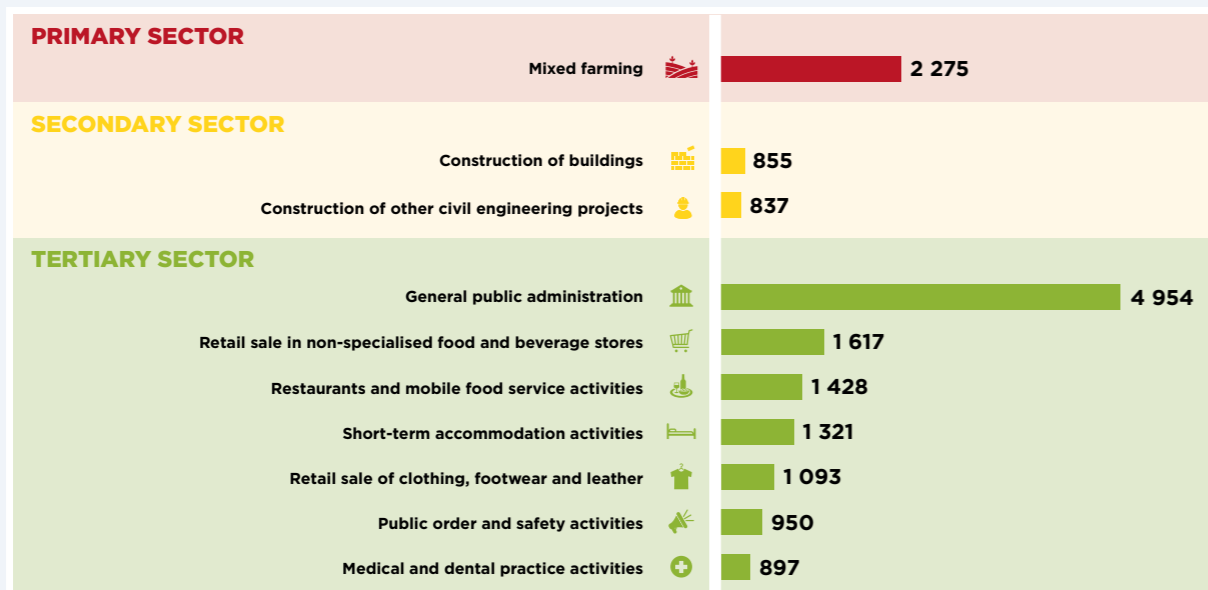 PRIMARY SECTOR
Mixed farming 2 275
SECONDARY SECTOR
Construction of buildings 855
Construction of other civil engineering projects 837
TERTIARY SECTOR
General public administration 4 954
Retail sale in non-specialised food and beverage stores 1 617
Restaurants and mobile food service activities 1 428
Short-term accommodation activities 1 321
Retail sale of clothing, footwear and leather 1 093
Public order and safety activities 950
Medical and dental practice activities 897